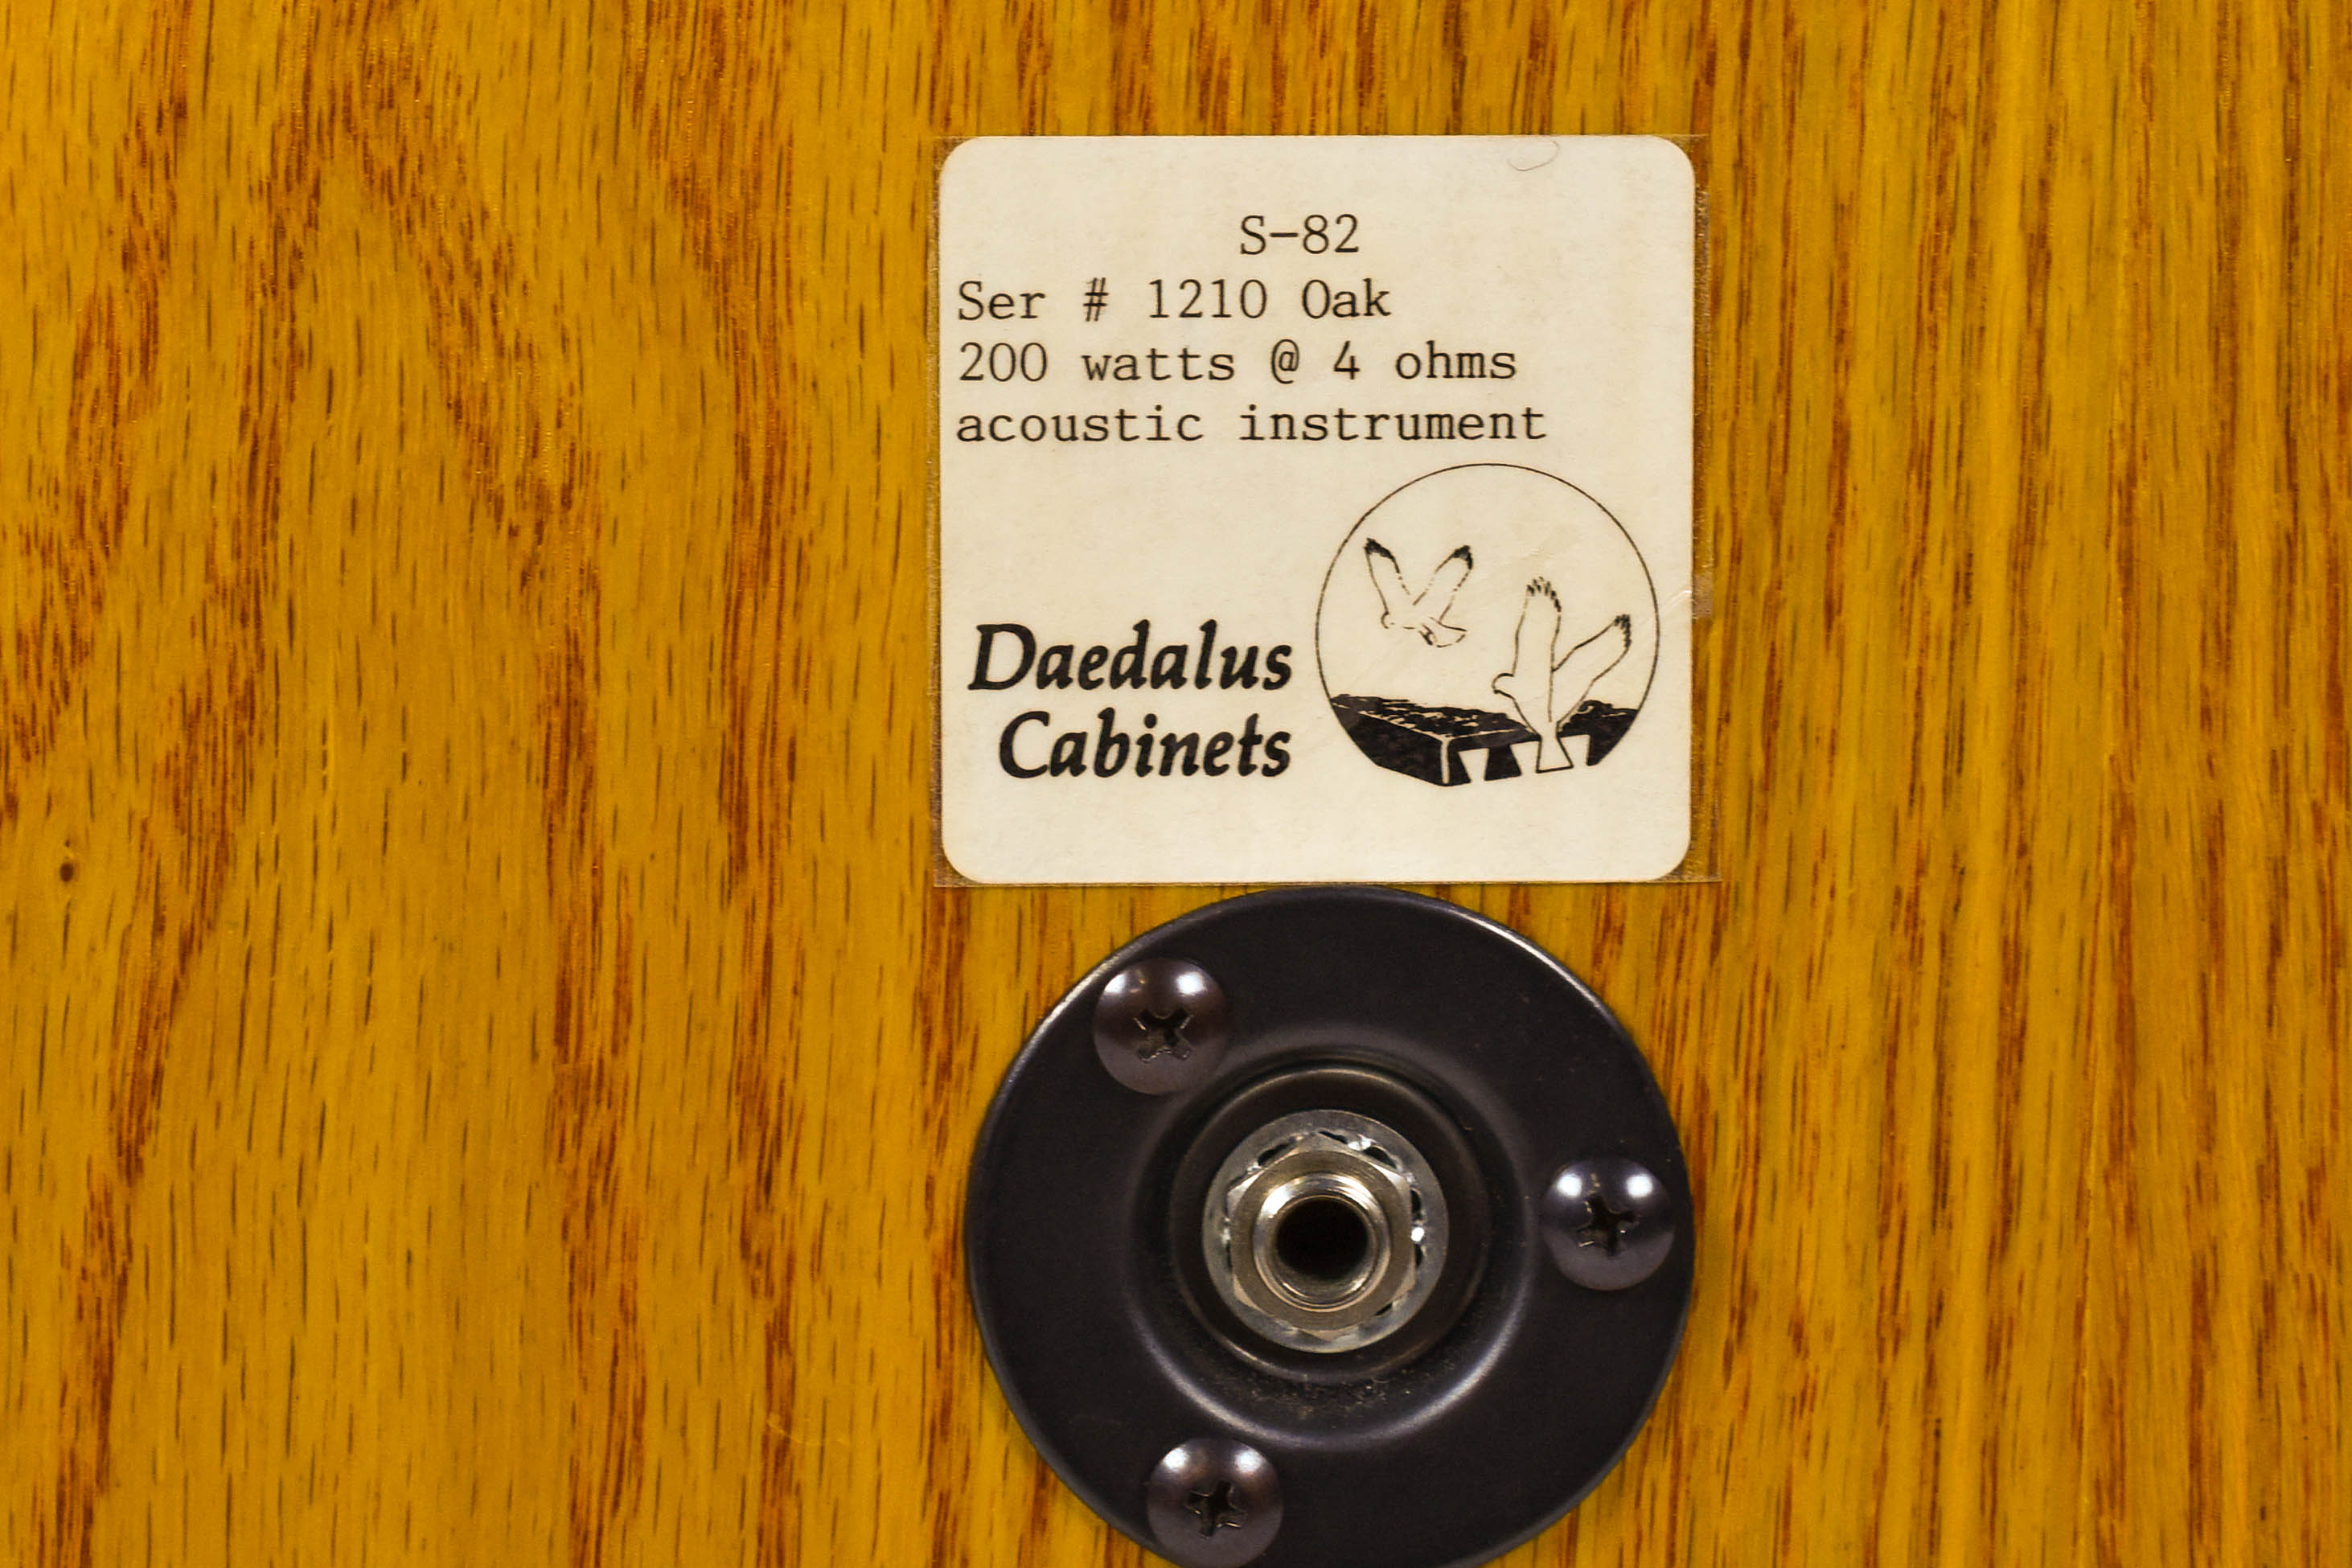 S-82
Ser # 1210 Oak
200 watts @ 4 ohms
acoustic instrument
Daedalus
Cabinets